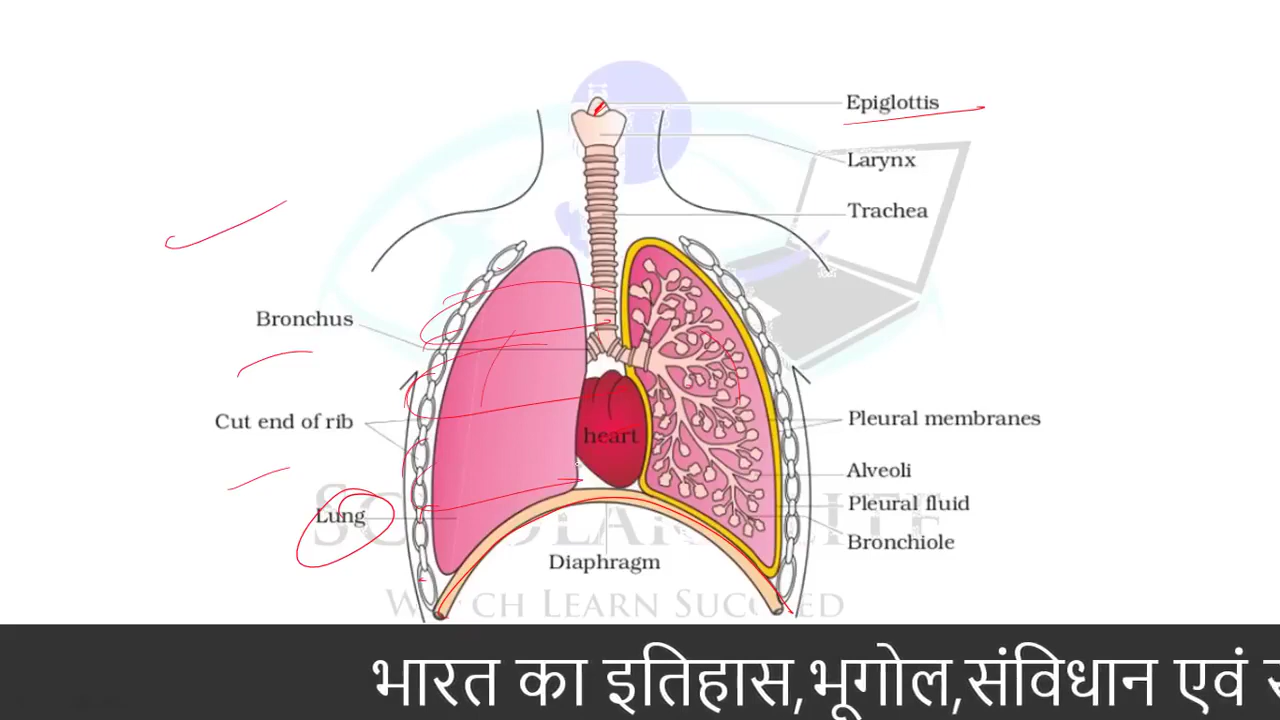 Epiglottis
Larynx
Trachea
Bronchus
Cut end of rib
heart
Pleural membranes
Alveoli
Lung
Pleural fluid
Bronchiole
Diaphragm
Learn
भारत का इतिहास,भूगोल,संविधान एवं